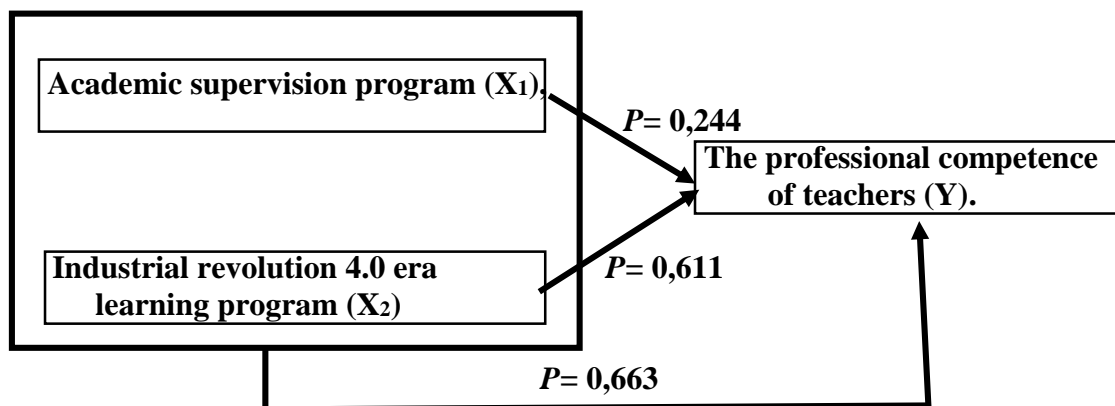 Academic supervision program (X₁).
P= 0,244
The professional competence
of teachers (Y).
Industrial revolution 4.0 era
learning program (X₂)
P= 0,611
P= 0,663